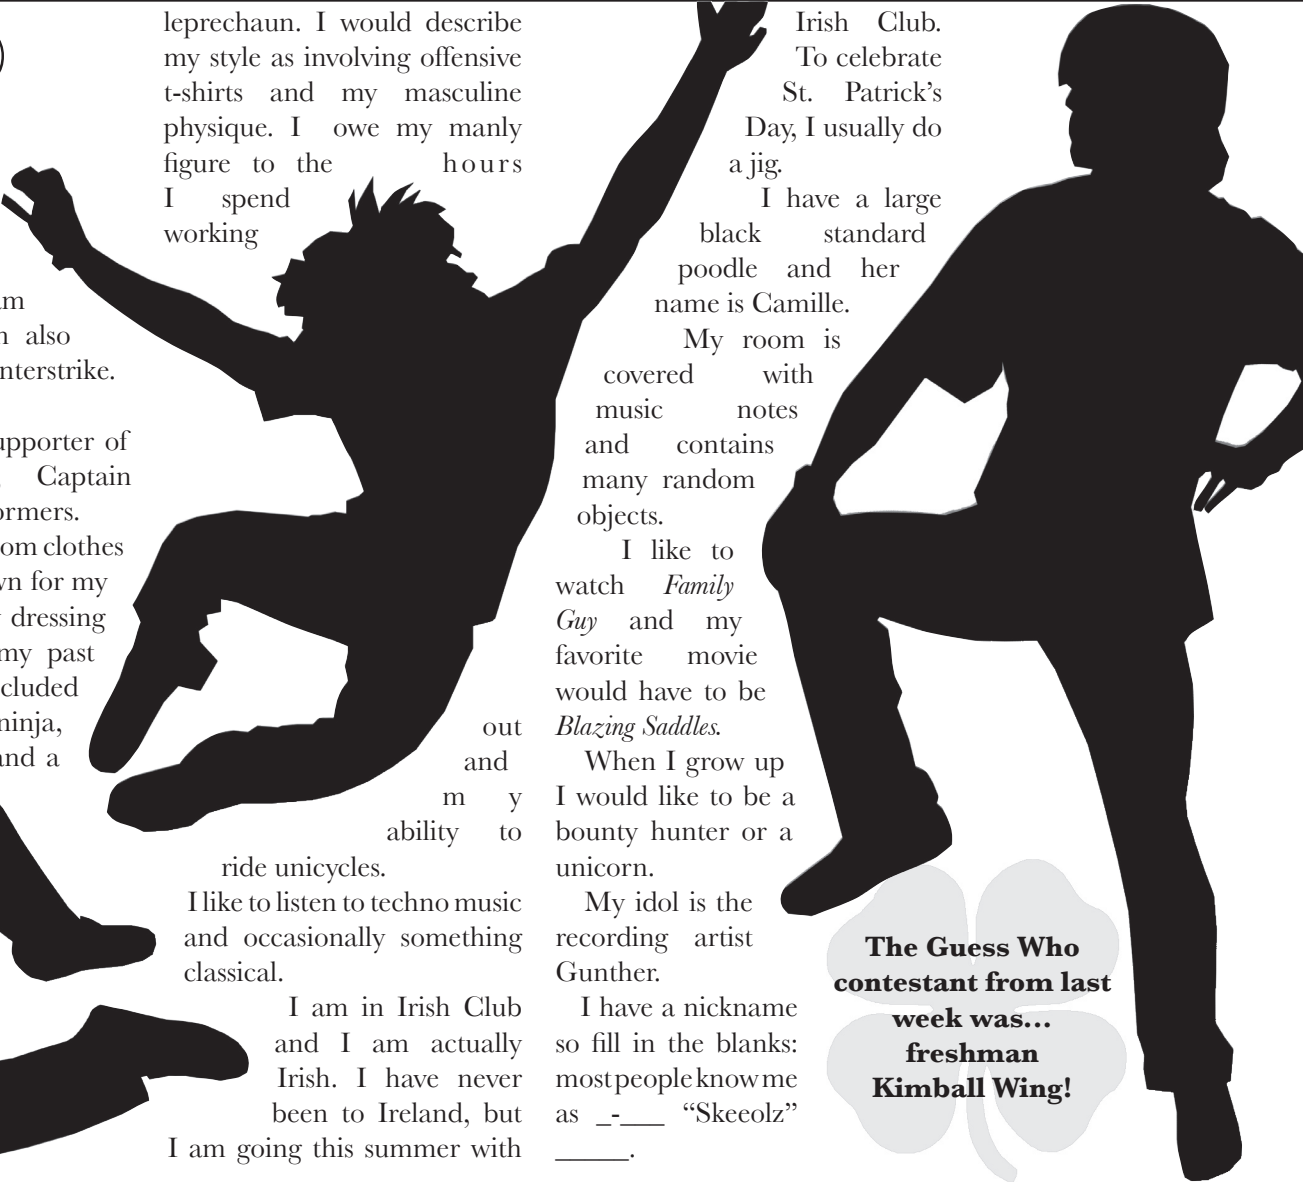 am
also
nterstrike.
upporter of
Captain
ormers.
om clothes
wn for my
dressing
my past
cluded
ninja,
and a
leprechaun. I would describe
my style as involving offensive
t-shirts and my masculine
physique. I owe my manly
figure to the hours
I spend
working
out
and
my
ability to
ride unicycles.
I like to listen to techno music
and occasionally something
classical.
I am in Irish Club
and I am actually
Irish. I have never
been to Ireland, but
I am going this summer with
Irish Club.
To celebrate
St. Patrick's
Day, I usually do
a jig.
I have a large
black standard
poodle and her
name is Camille.
My room is
covered with
music notes
and contains
many random
objects.
I like to
watch Family
Guy and my
favorite movie
would have to be
Blazing Saddles.
When I grow up
I would like to be a
bounty hunter or a
unicorn.
My idol is the
recording artist
Gunther.
I have a nickname
so fill in the blanks:
most people know me
as _-___ “Skeeolz”
_____.
The Guess Who
contestant from last
week was...
freshman
Kimball Wing!